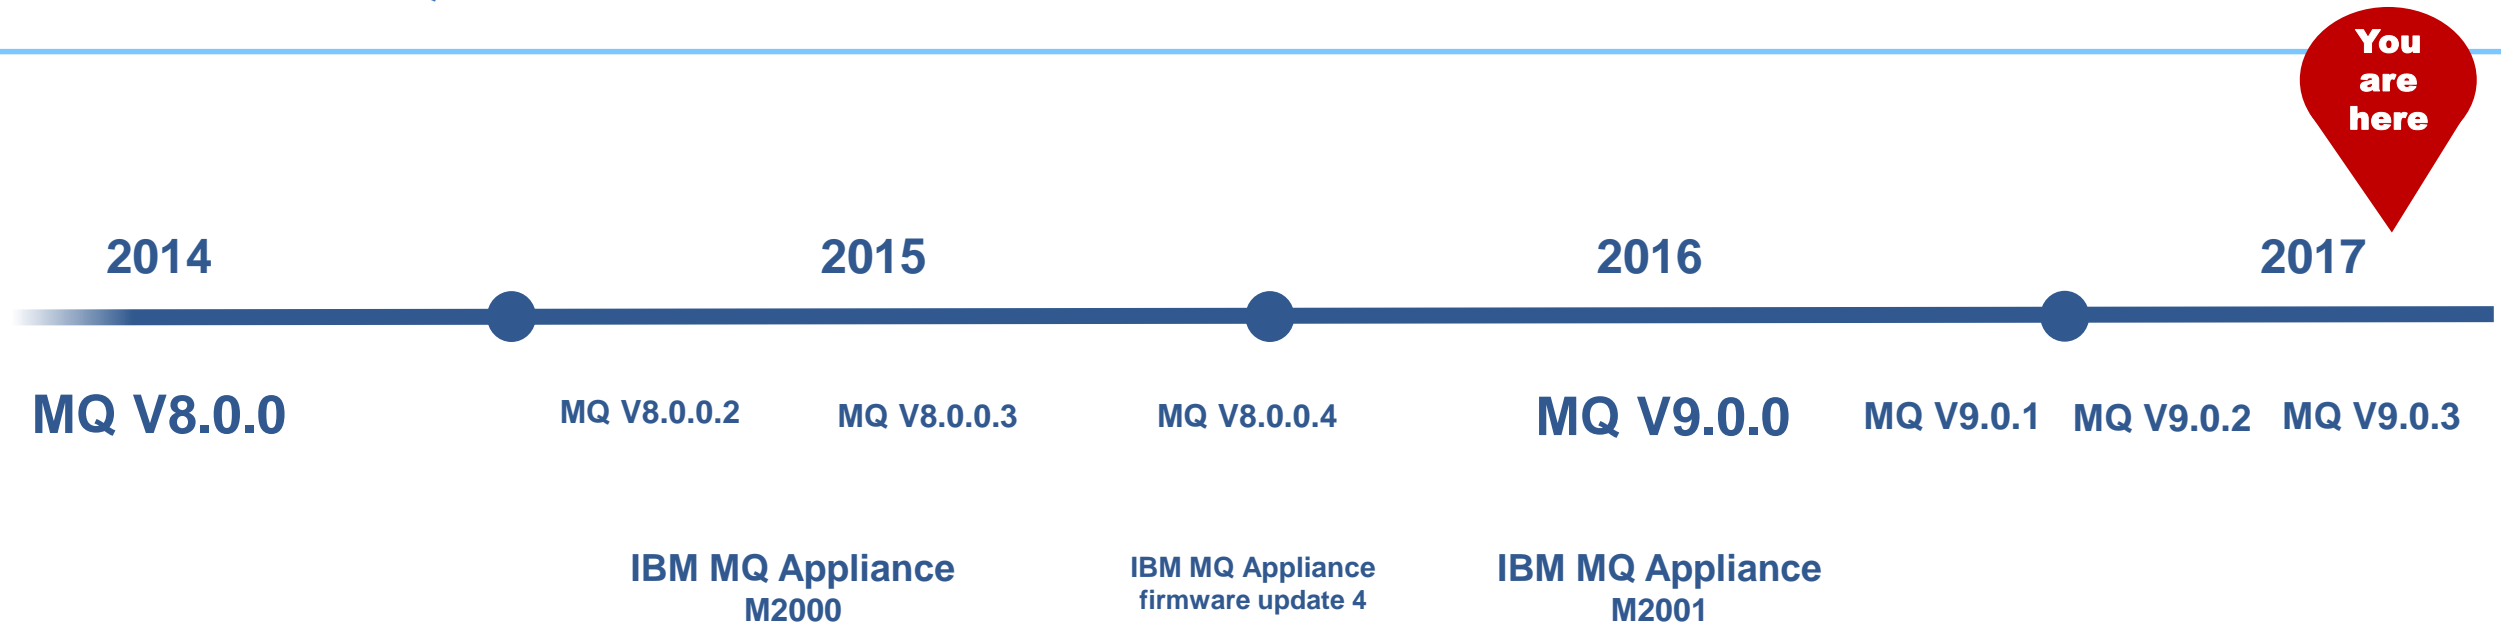 You
are
here
2014
2015
2016
2017
MQ V8.0.0
MQ V8.0.0.2
MQ V8.0.0.3
MQ V8.0.0.4
MQ V9.0.0
MQ V9.0.1
MQ V9.0.2
MQ V9.0.3
IBM MQ Appliance
M2000
IBM MQ Appliance
firmware update 4
IBM MQ Appliance
M2001